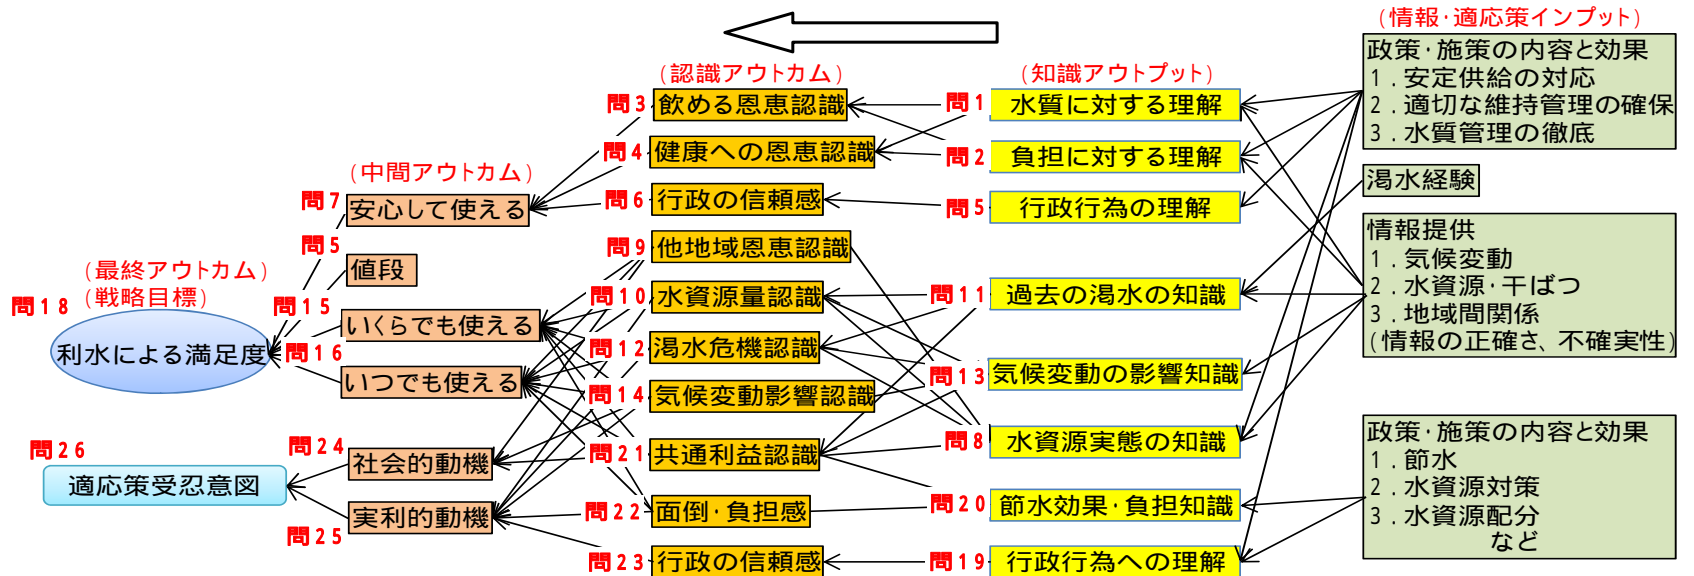 (情報・適応策インプット)
政策・施策の内容と効果
1．安定供給の対応
2．適切な維持管理の確保
3．水質管理の徹底
渇水経験
情報提供
1．気候変動
2．水資源・干ばつ
3．地域間関係
(情報の正確さ、不確実性)
政策・施策の内容と効果
1．節水
2．水資源対策
3．水資源配分
など
(知識アウトプット)
問1 水質に対する理解
問2 負担に対する理解
問5 行政行為の理解
問11 過去の渇水の知識
問13 気候変動の影響知識
問8 水資源実態の知識
問20 節水効果・負担知識
問19 行政行為への理解
(認識アウトカム)
問3 飲める恩恵認識
問4 健康への恩恵認識
問6 行政の信頼感
問9 他地域恩恵認識
問10 水資源量認識
問12 渇水危機認識
問14 気候変動影響認識
問21 共通利益認識
問22 面倒・負担感
問23 行政の信頼感
(中間アウトカム)
問7 安心して使える
問5 値段
問15 いくらでも使える
問16 いつでも使える
問24 社会的動機
問25 実利的動機
(最終アウトカム)
(戦略目標)
問18
利水による満足度
問26
適応策受忍意図